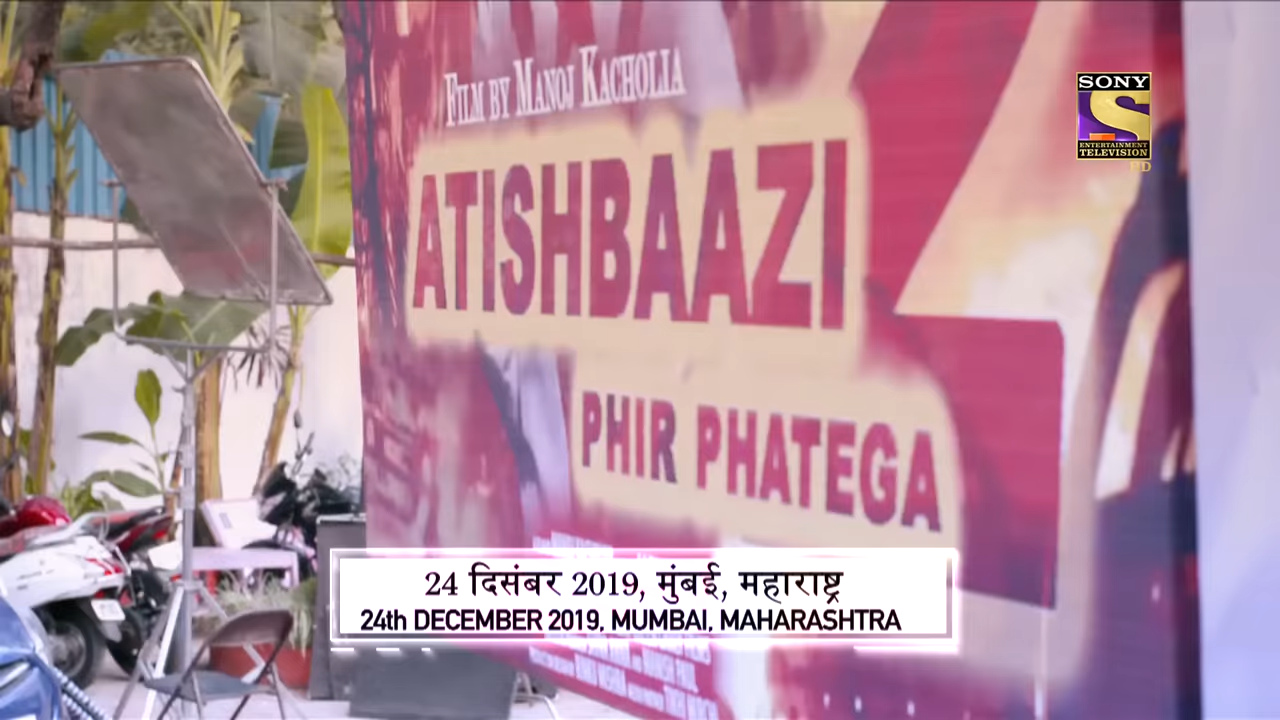 FILM BY MANOJ KACHOLIA
ATISHBAAZI
PHIR PHATEGA
SONY
ENTERTAINMENT
TELEVISION
HD
24 दिसंबर 2019, मुंबई, महाराष्ट्र
24th DECEMBER 2019, MUMBAI, MAHARASHTRA